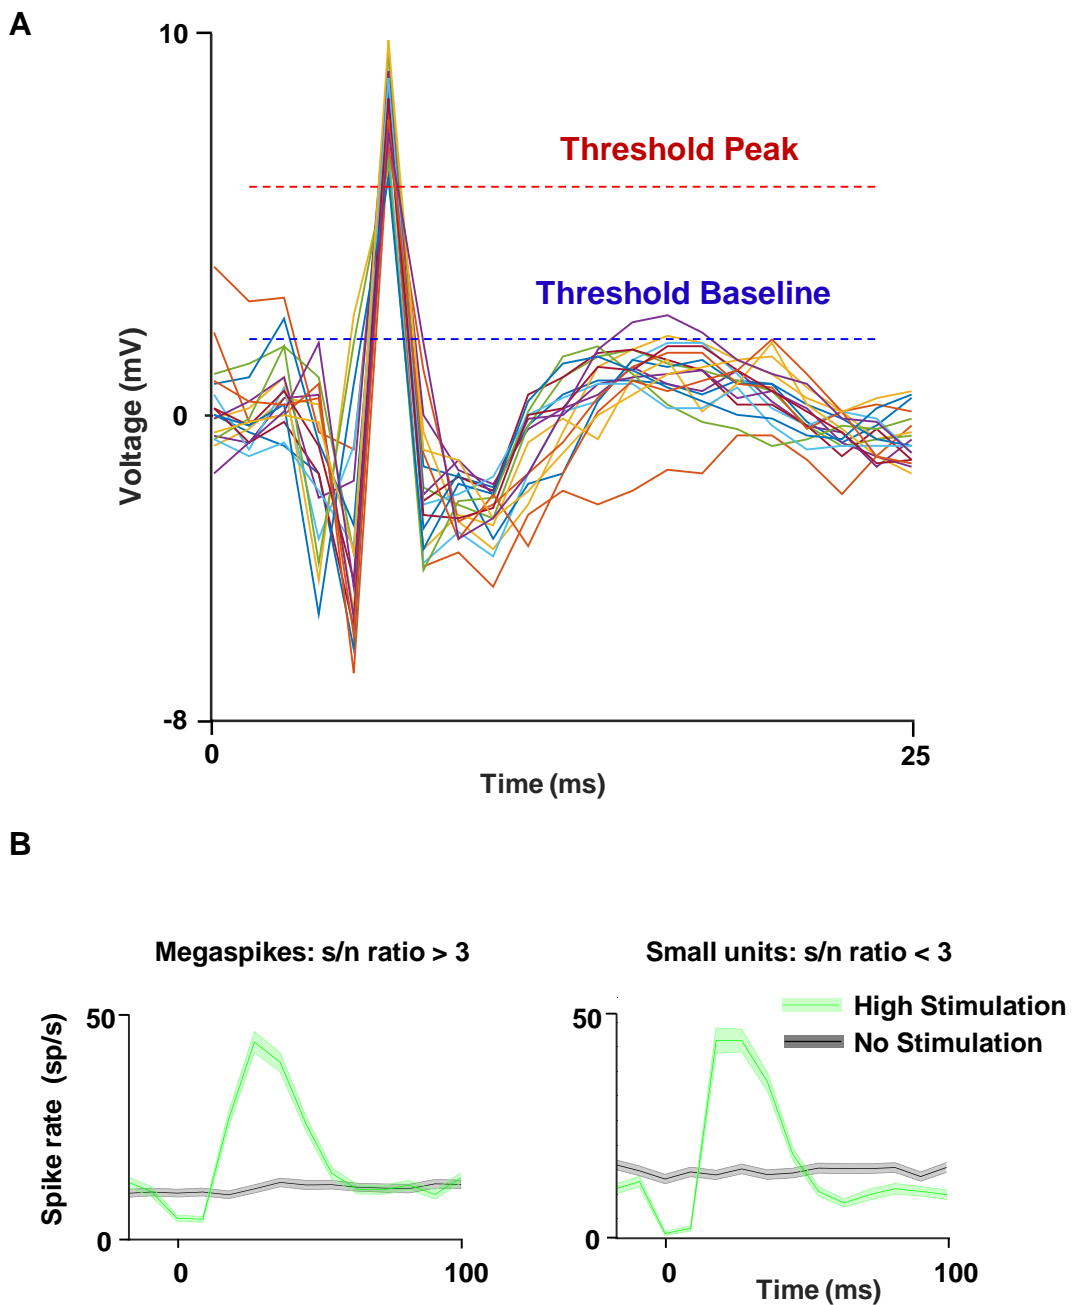 A
10
Threshold Peak
Threshold Baseline
Voltage (mV)
0
-8
0
25
Time (ms)
B
Megaspikes: s/n ratio > 3
Small units: s/n ratio < 3
High Stimulation
No Stimulation
Spike rate (sp/s)
50
0
0
100
50
0
0
100
Time (ms)